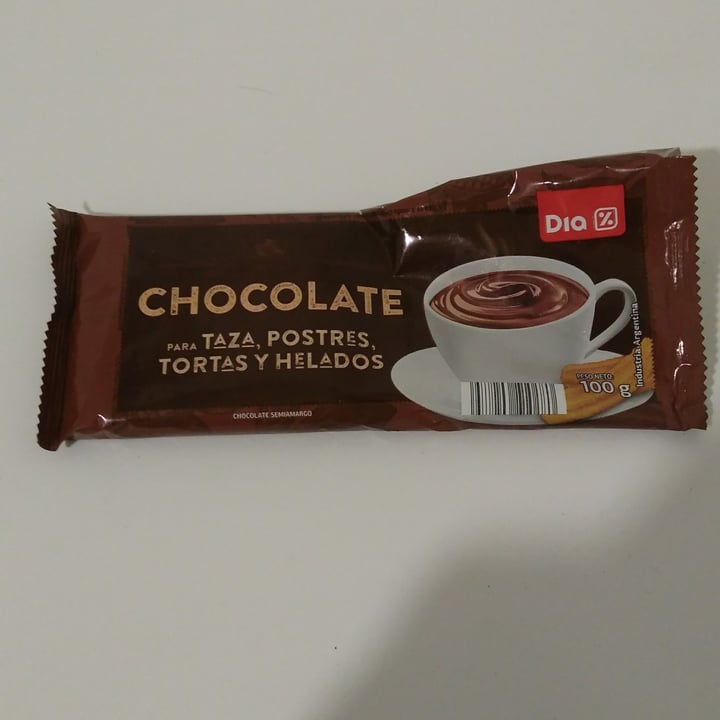 Dia %
CHOCOLATE
PARA TAZA, POSTRES,
TORTAS Y HELADOS
CHOCOLATE SEMIAMARGO
PESO NETO:
100 g
Industria Argentina